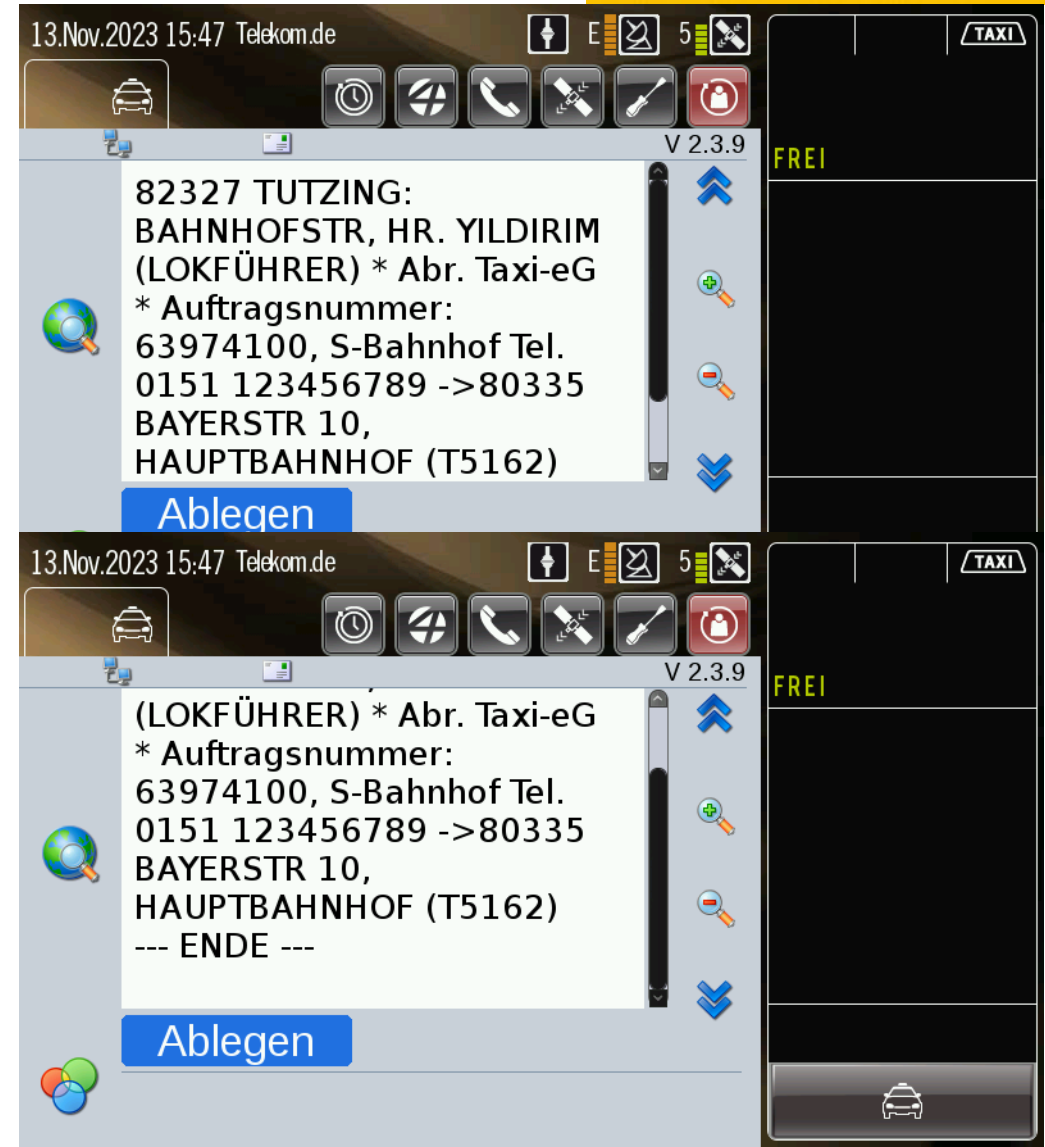 13.Nov.2023 15:47 Telekom.de E 5 TAXI
V 2.3.9
FREI
82327 TUTZING:
BAHNHOFSTR, HR. YILDIRIM
(LOKFÜHRER) * Abr. Taxi-eG
* Auftragsnummer:
63974100, S-Bahnhof Tel.
0151 123456789 ->80335
BAYERSTR 10,
HAUPTBAHNHOF (T5162)
Ablegen
13.Nov.2023 15:47 Telekom.de E 5 TAXI
V 2.3.9
FREI
(LOKFÜHRER) * Abr. Taxi-eG
* Auftragsnummer:
63974100, S-Bahnhof Tel.
0151 123456789 ->80335
BAYERSTR 10,
HAUPTBAHNHOF (T5162)
--- ENDE ---
Ablegen